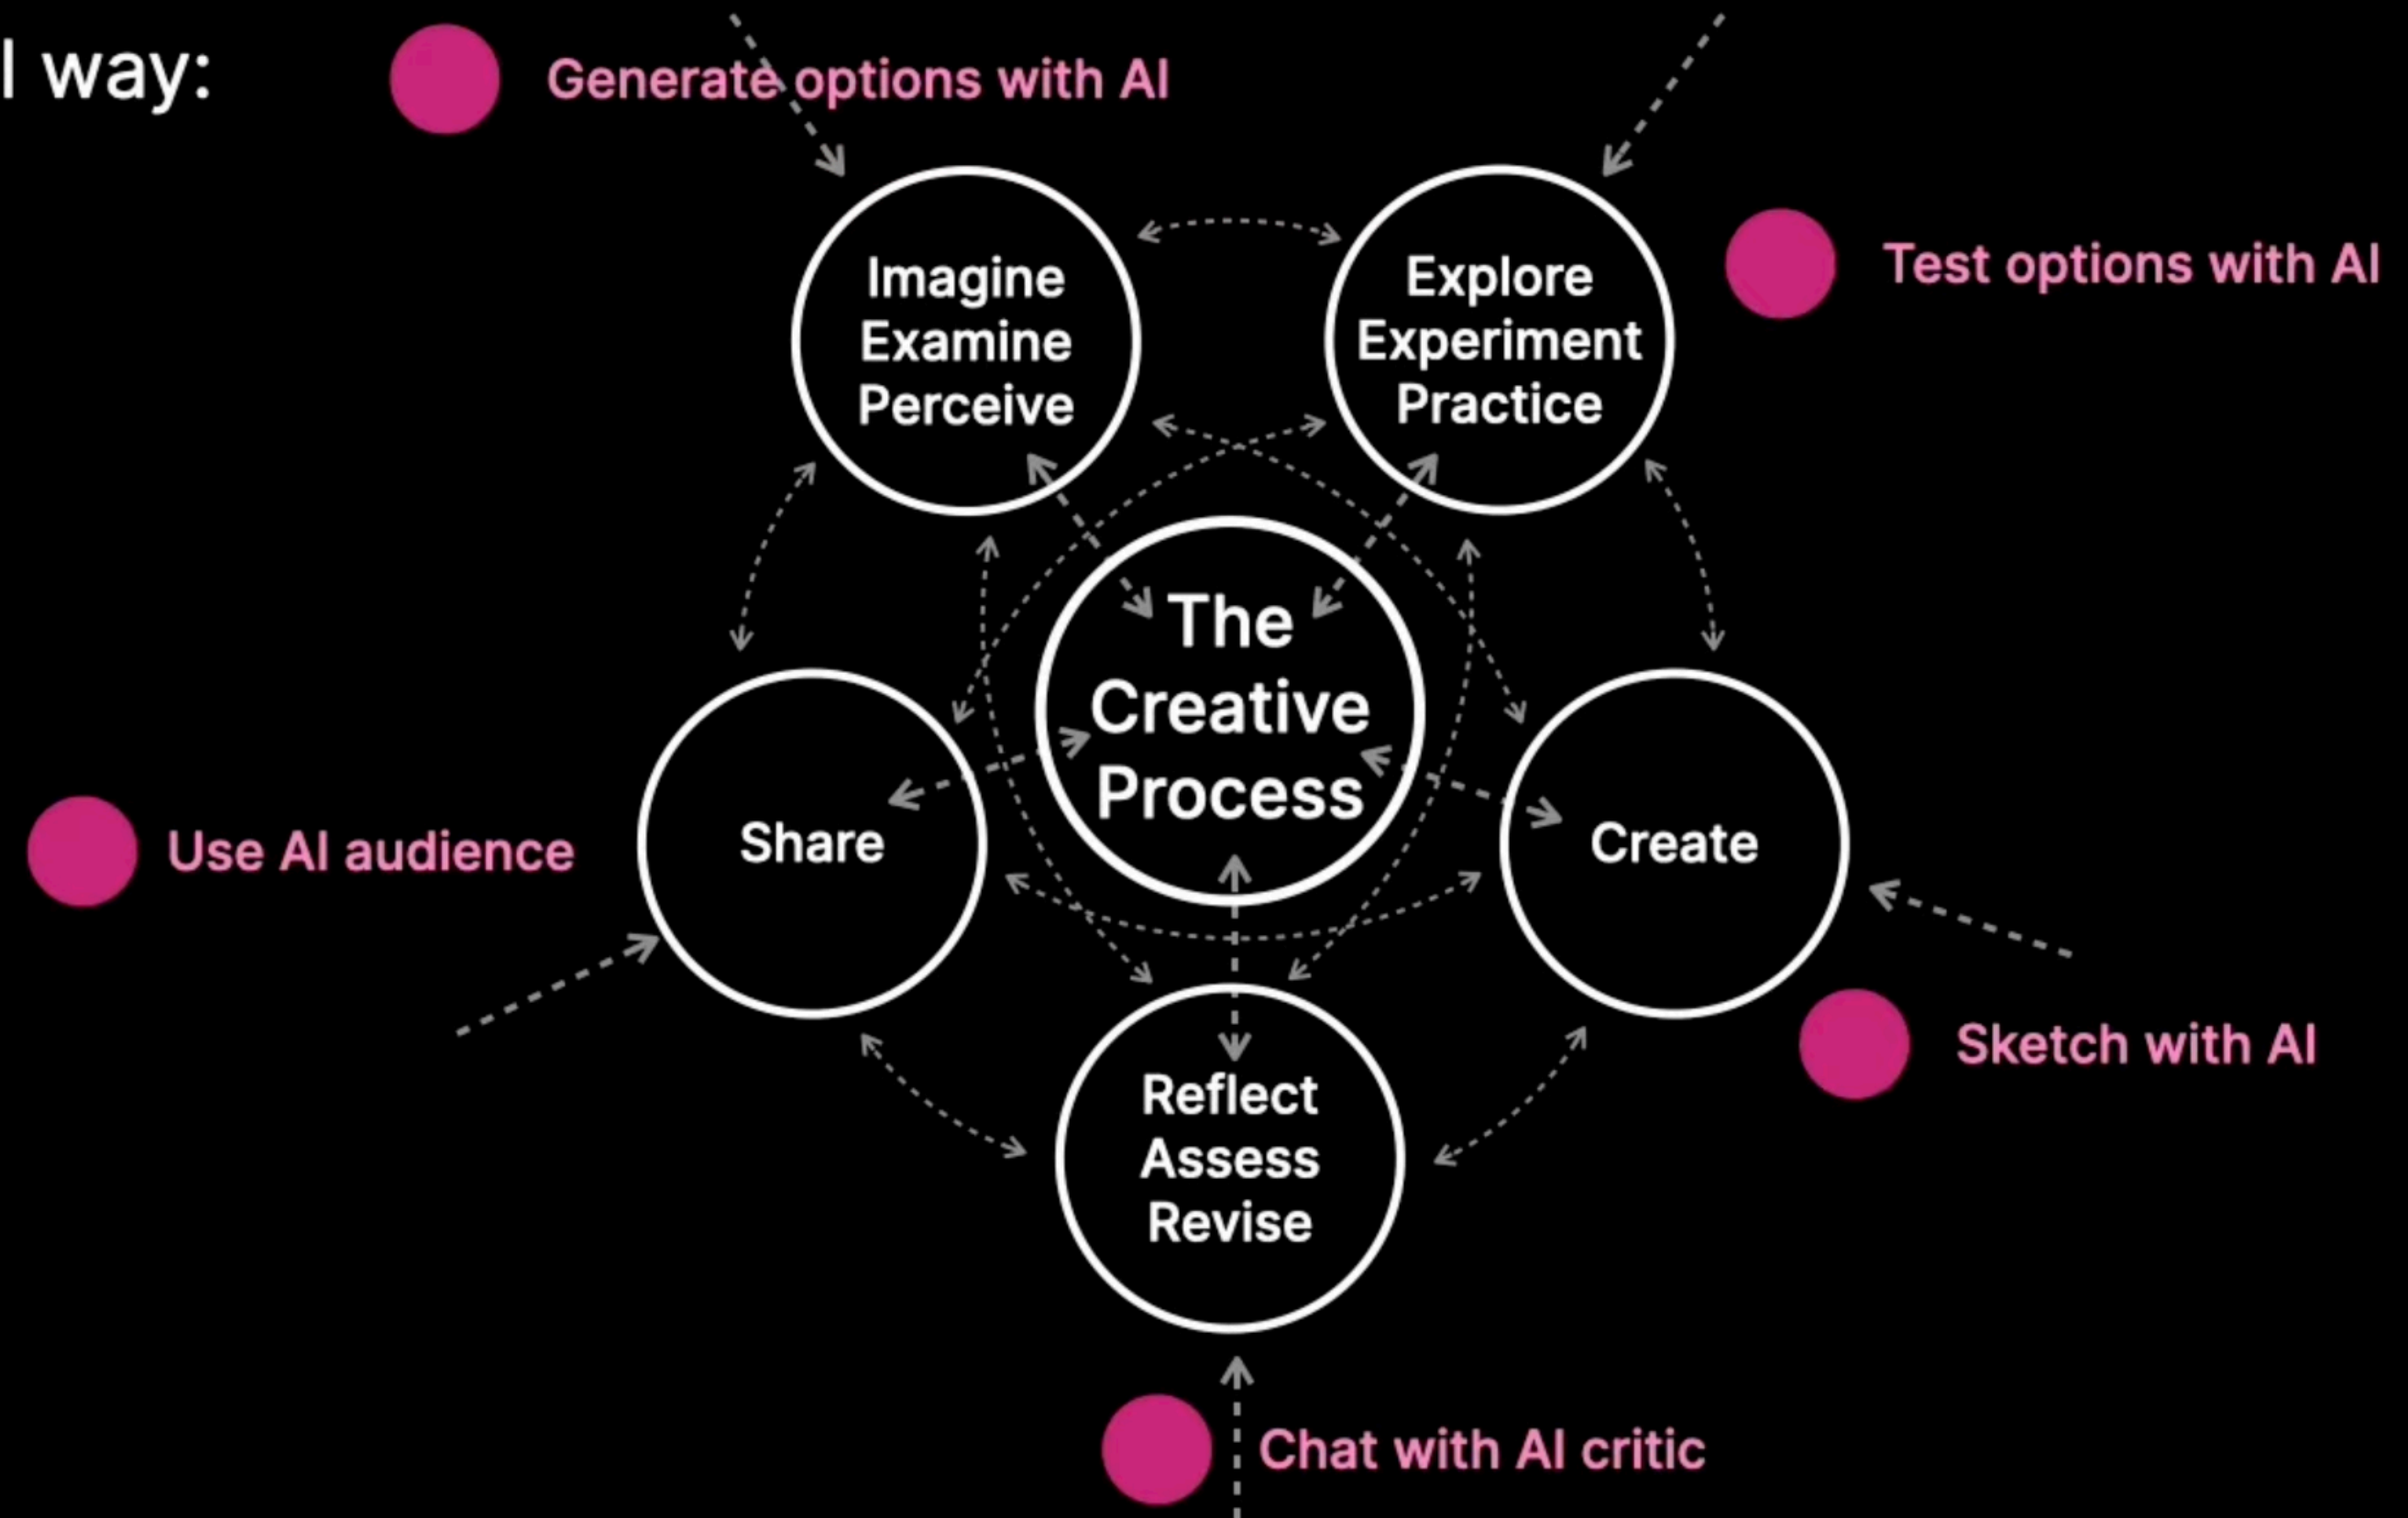 l way:
Generate options with AI
Test options with AI
Imagine
Examine
Perceive
Explore
Experiment
Practice
The
Creative
Process
Share
Create
Use AI audience
Sketch with AI
Reflect
Assess
Revise
Chat with AI critic